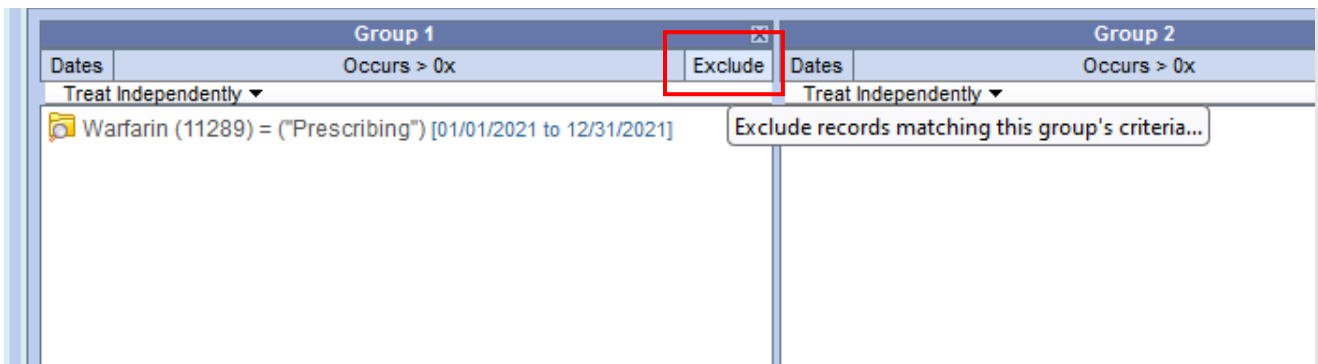 Group 1 Group 2
Dates Occurs > 0x Exclude Dates Occurs > 0x
Treat Independently Treat Independently
Warfarin (11289) = ("Prescribing") [01/01/2021 to 12/31/2021]
Exclude records matching this group's criteria...